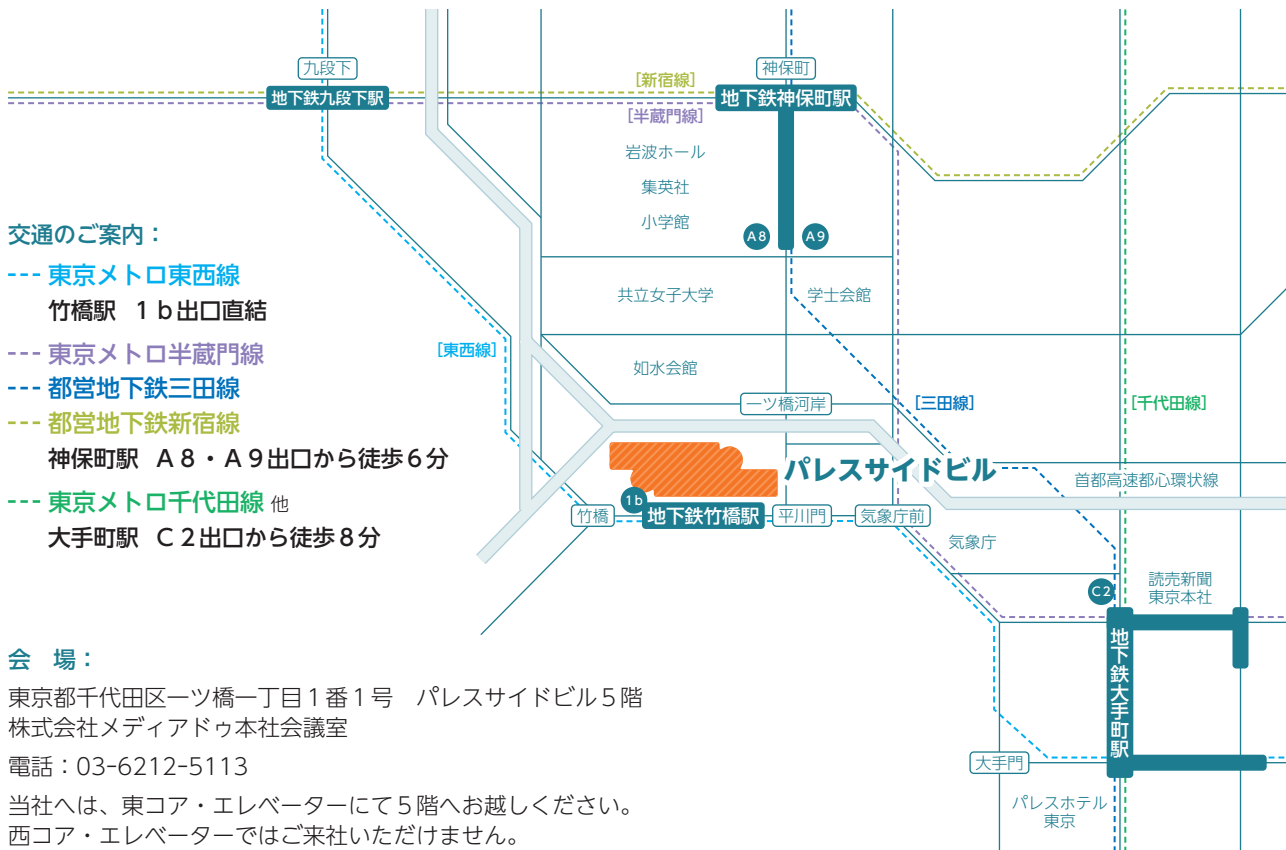 九段下
地下鉄九段下駅
[新宿線]
神保町
地下鉄神保町駅
[半蔵門線]
岩波ホール
集英社
小学館
A8
A9
共立女子大学
学士会館
[東西線]
如水会館
一ツ橋河岸
[三田線]
[千代田線]
パレスサイドビル
首都高速都心環状線
1b
竹橋
地下鉄竹橋駅
平川門
気象庁前
気象庁
C2
読売新聞
東京本社
地下鉄大手町駅
大手門
パレスホテル
東京
交通のご案内：
--- 東京メトロ東西線
竹橋駅 1b出口直結
--- 東京メトロ半蔵門線
--- 都営地下鉄三田線
--- 都営地下鉄新宿線
神保町駅 A8・A9出口から徒歩6分
--- 東京メトロ千代田線 他
大手町駅 C2出口から徒歩8分
会 場：
東京都千代田区一ツ橋一丁目1番1号　パレスサイドビル5階
株式会社メディアドゥ本社会議室
電話：03-6212-5113
当社へは、東コア・エレベーターにて5階へお越しください。
西コア・エレベーターではご来社いただけません。